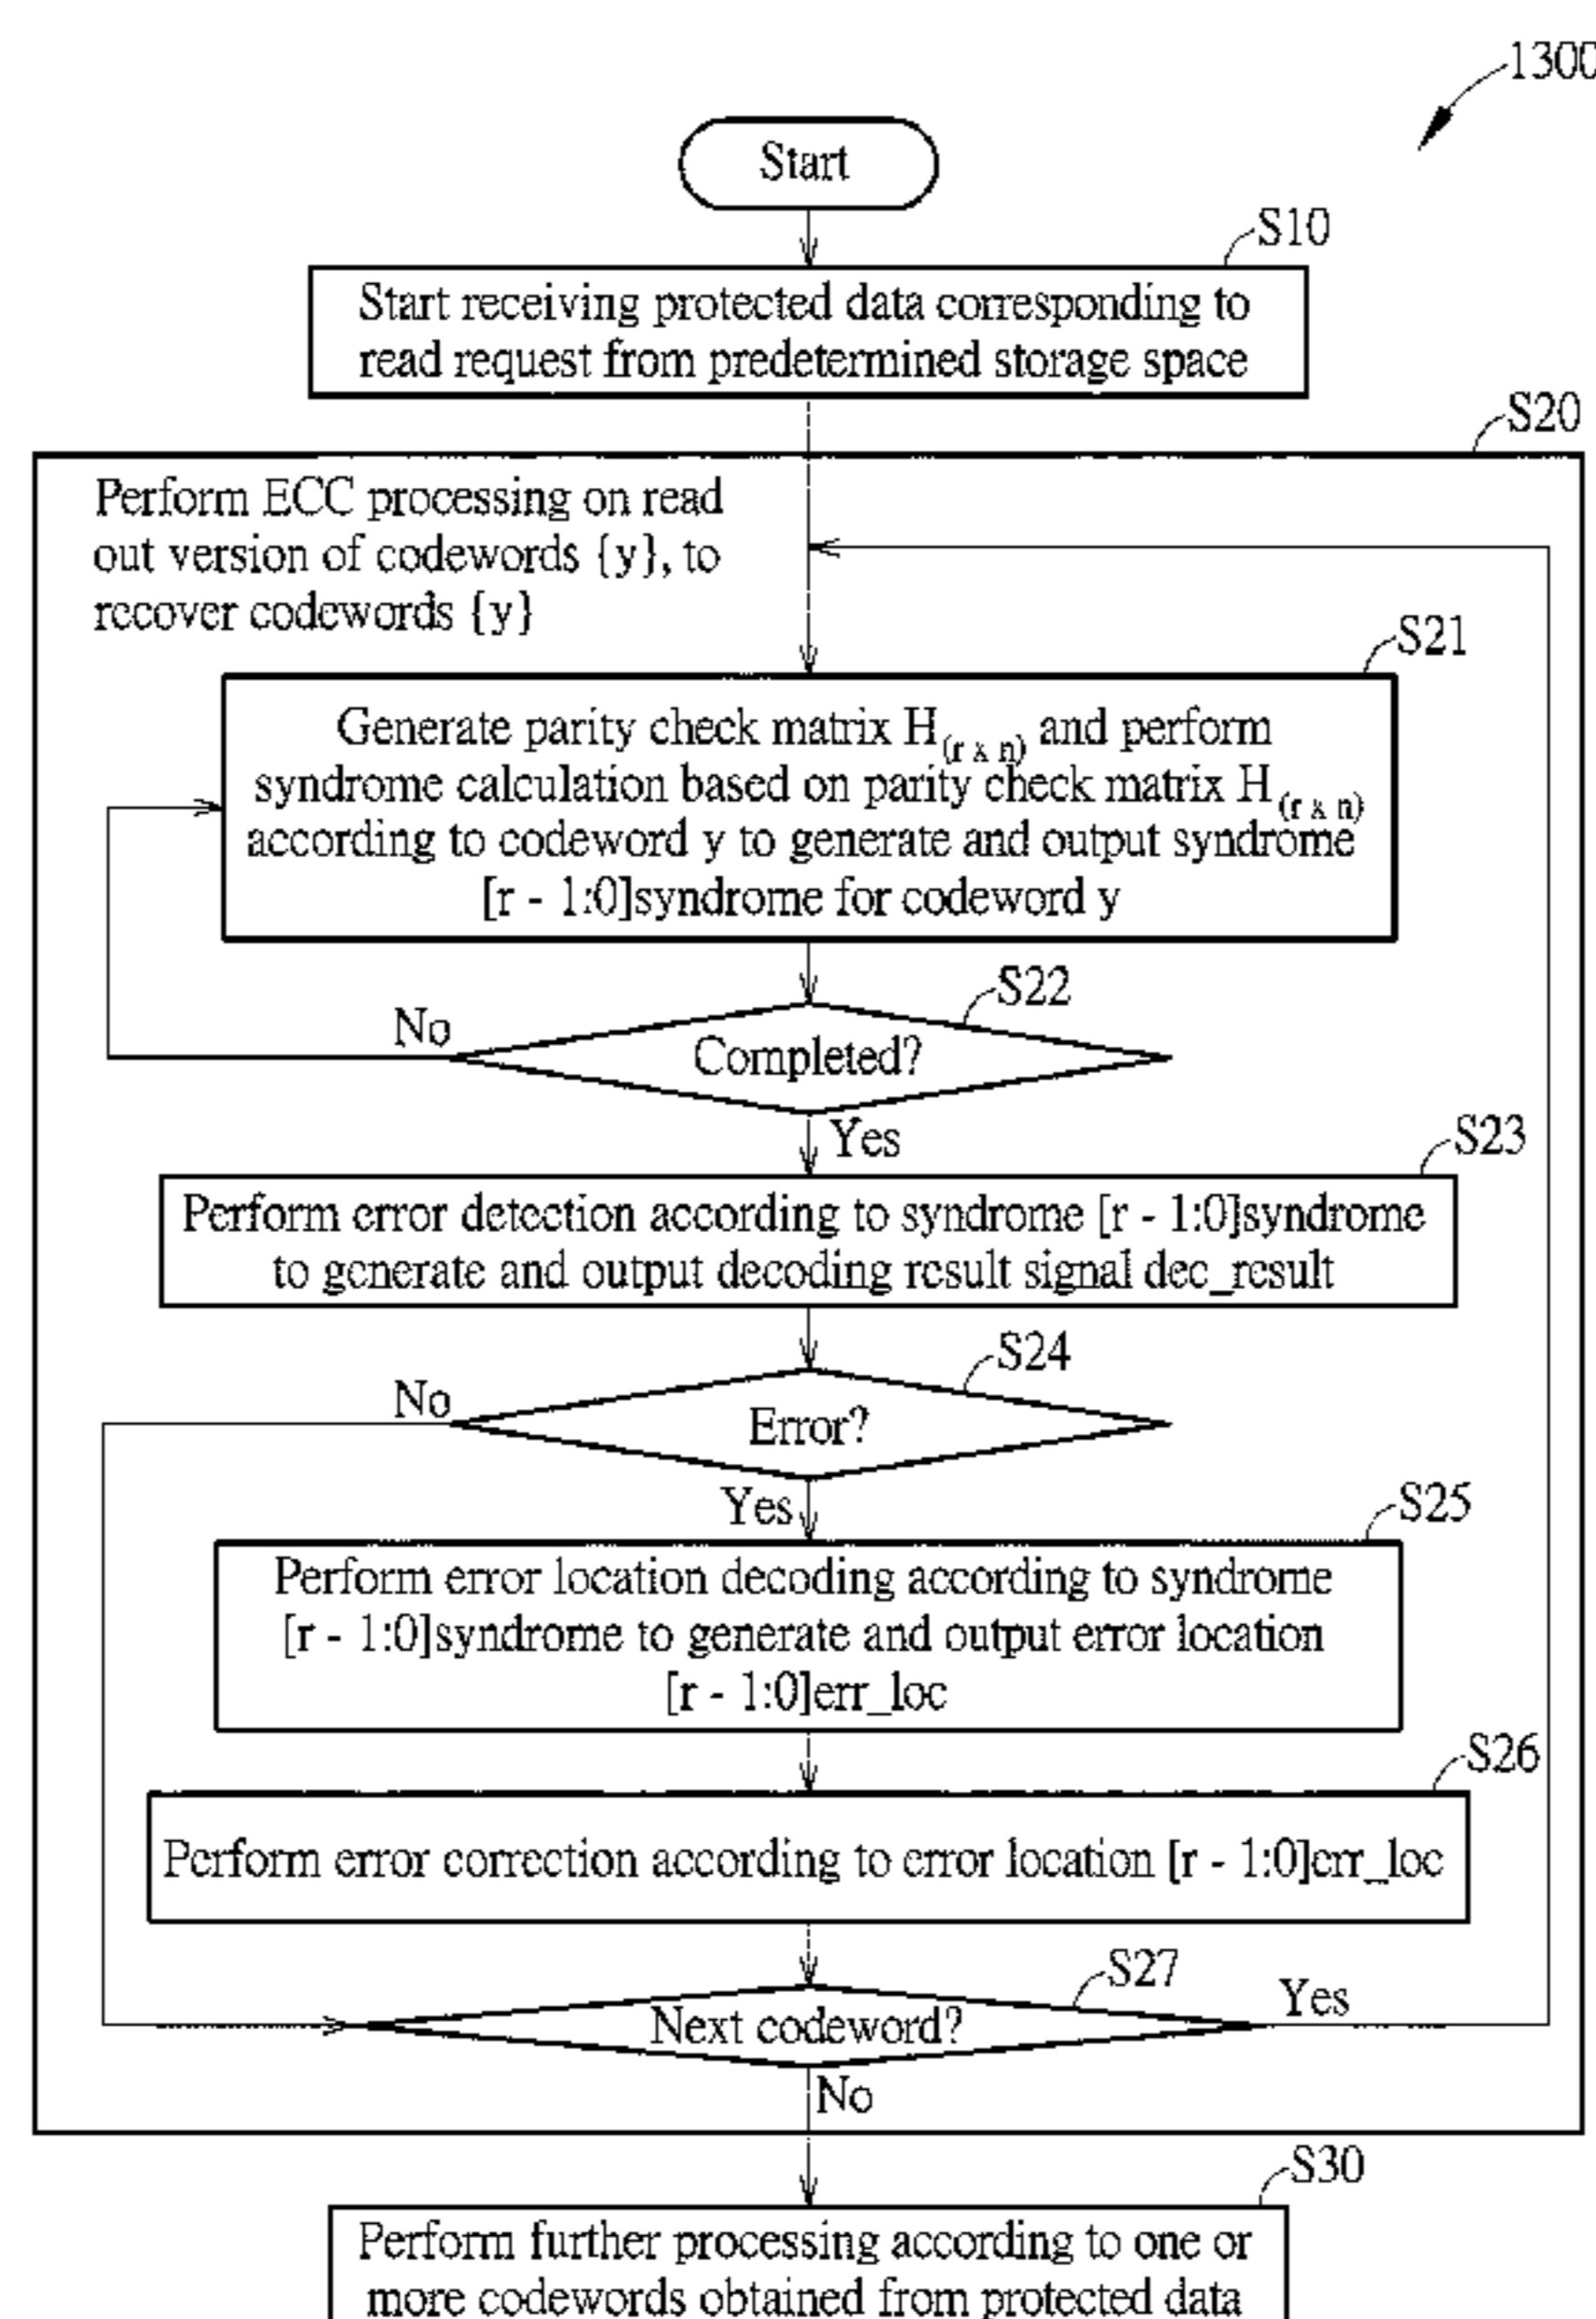 1300
Start
S10
Start receiving protected data corresponding to
read request from predetermined storage space
S20
Perform ECC processing on read
out version of codewords {y}, to
recover codewords {y}
S21
Generate parity check matrix H(r x n) and perform
syndrome calculation based on parity check matrix H(r x n)
according to codeword y to generate and output syndrome
[r - 1:0]syndrome for codeword y
S22
No
Completed?
Yes
S23
Perform error detection according to syndrome [r - 1:0]syndrome
to generate and output decoding result signal dec_result
S24
No
Error?
Yes
S25
Perform error location decoding according to syndrome
[r - 1:0]syndrome to generate and output error location
[r - 1:0]err_loc
S26
Perform error correction according to error location [r - 1:0]err_loc
S27
Next codeword?
Yes
No
S30
Perform further processing according to one or
more codewords obtained from protected data